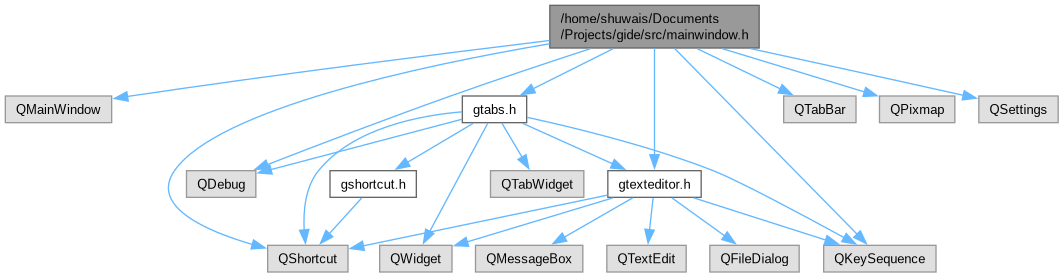 /home/shuwais/Documents
/Projects/gide/src/mainwindow.h
QMainWindow
gtabs.h
QTabBar
QPixmap
QSettings
QDebug
gshortcut.h
QTabWidget
gtexteditor.h
QShortcut
QWidget
QMessageBox
QTextEdit
QFileDialog
QKeySequence